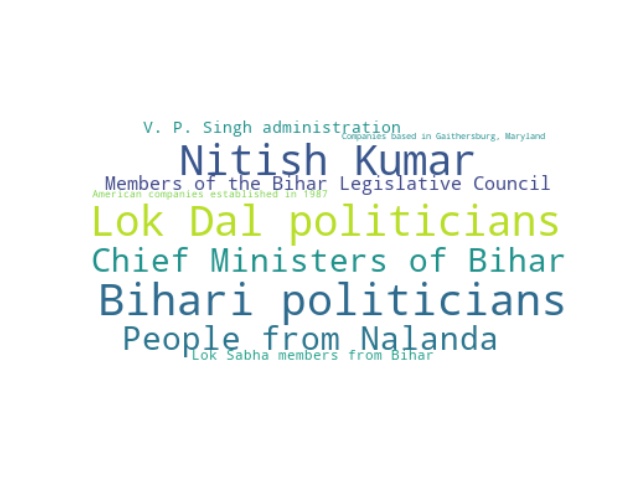 V. P. Singh administration
Companies based in Gaithersburg, Maryland
Nitish Kumar
Members of the Bihar Legislative Council
American companies established in 1987
Lok Dal politicians
Chief Ministers of Bihar
Bihari politicians
People from Nalanda
Lok Sabha members from Bihar